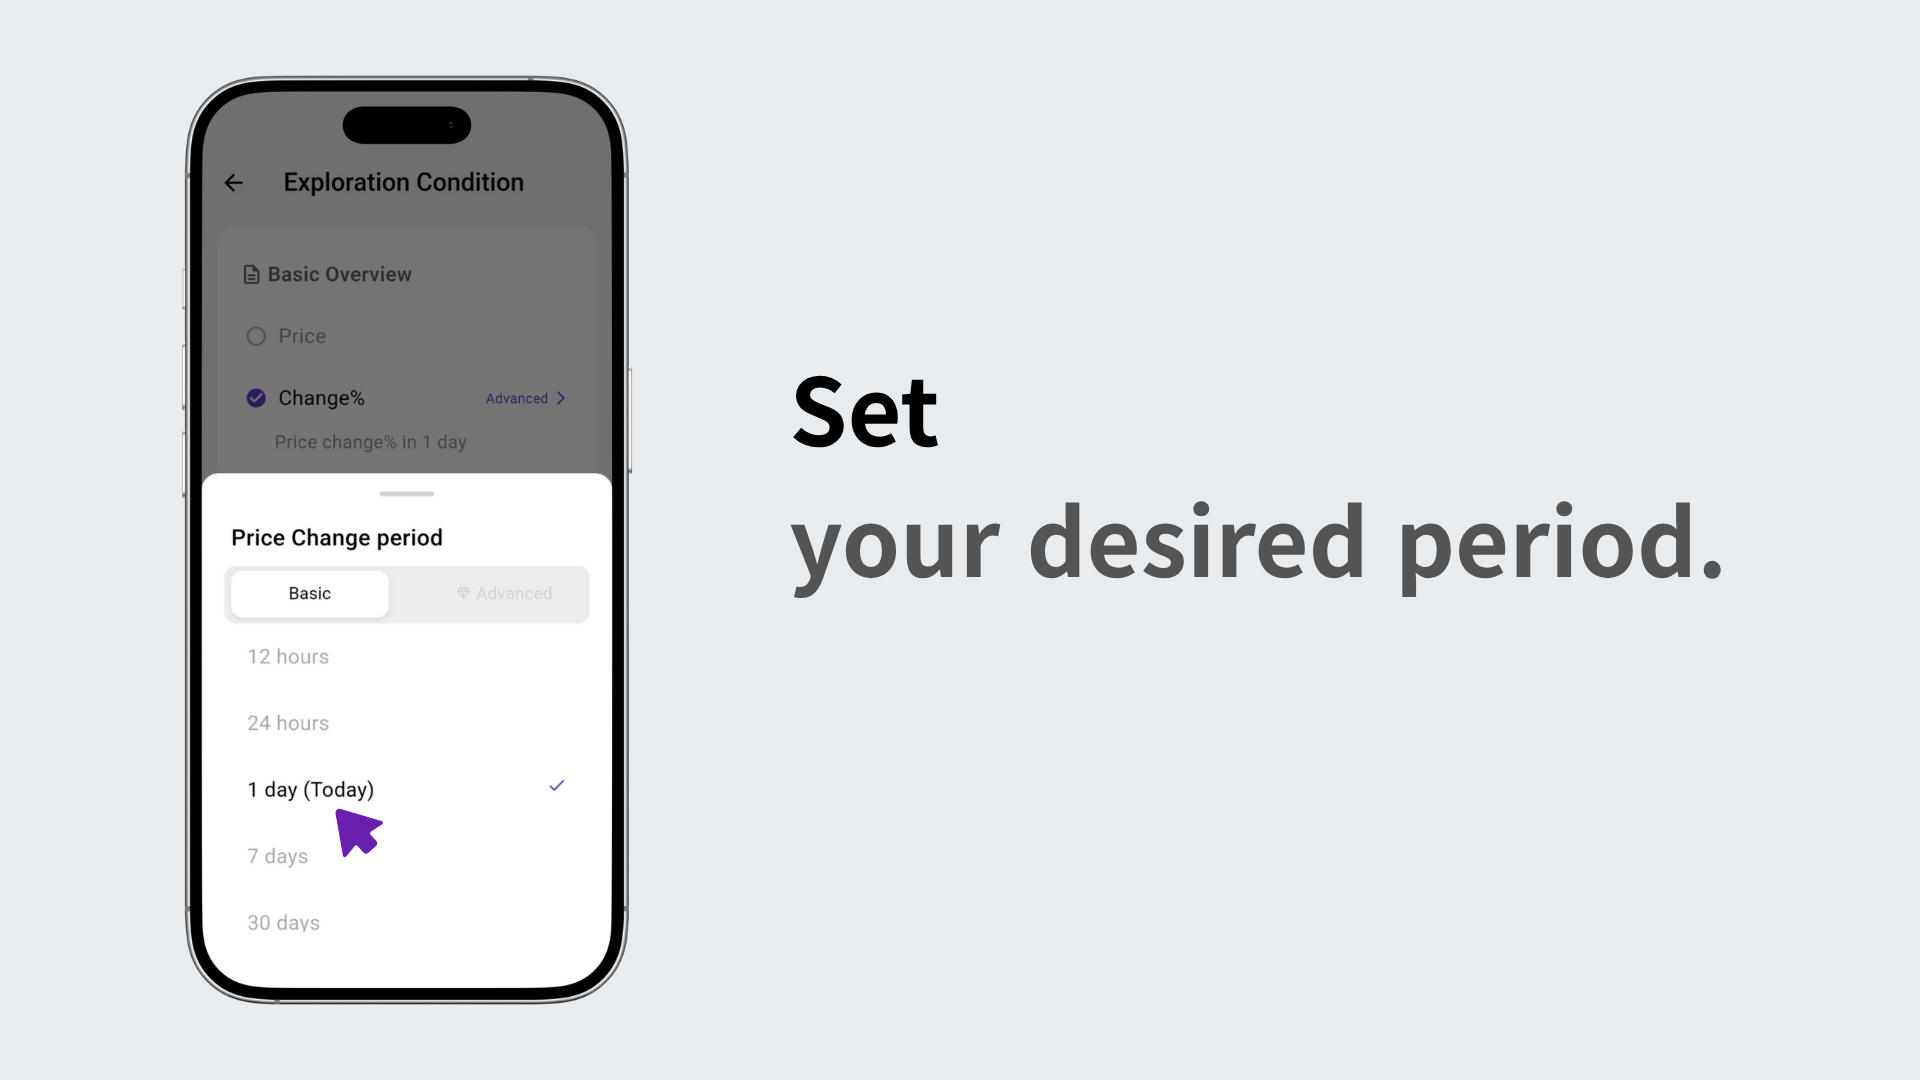 Exploration Condition
Basic Overview
Price
Change%
Advanced
Price change% in 1 day
Price Change period
Basic
Advanced
12 hours
24 hours
1 day (Today)
7 days
30 days
Set
your desired period.